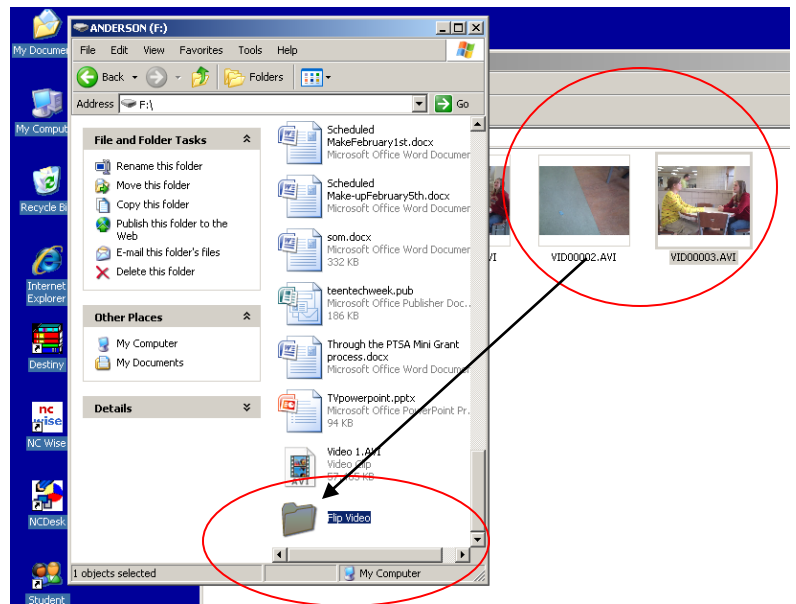 My Documen
My Comput
Recycle Bi
Internet
Explorer
Destiny
nc
wise
NC Wise
NCDesk
Student
ANDERSON (F:)
File Edit View Favorites Tools Help
Back Folders
Address F:\ Go
File and Folder Tasks
Rename this folder
Move this folder
Copy this folder
Publish this folder to the
Web
E-mail this folder's files
Delete this folder
Other Places
My Computer
My Documents
Details
Scheduled
MakeFebruary1st.docx
Microsoft Office Word Documen
Scheduled
Make-upFebruary5th.docx
Microsoft Office Word Documen
som.docx
Microsoft Office Word Documen
332 KB
teentechweek.pub
Microsoft Office Publisher Doc...
186 KB
Through the PTSA Mini Grant
process.docx
Microsoft Office Word Documen
TVpowerpoint.pptx
Microsoft Office PowerPoint Pr.
94 KB
Video 1.AVI
Video Clip
AVI
Flip Video
1 objects selected My Computer
VI
VID00002.AVI
VID00003.AVI